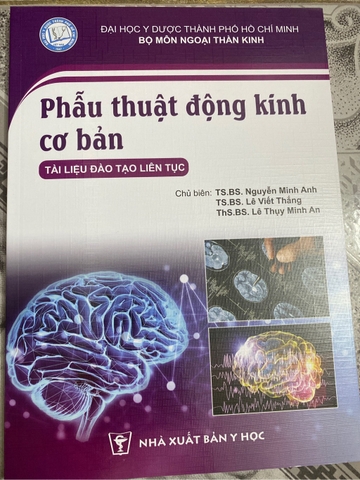 ĐẠI HỌC Y DƯỢC THÀNH PHỐ HỒ CHÍ MINH
BỘ MÔN NGOẠI THẦN KINH
Phẫu thuật động kinh
cơ bản
TÀI LIỆU ĐÀO TẠO LIÊN TỤC
Chủ biên: TS.BS. Nguyễn Minh Anh
TS.BS. Lê Viết Thắng
ThS.BS. Lê Thụy Minh An
NHÀ XUẤT BẢN Y HỌC